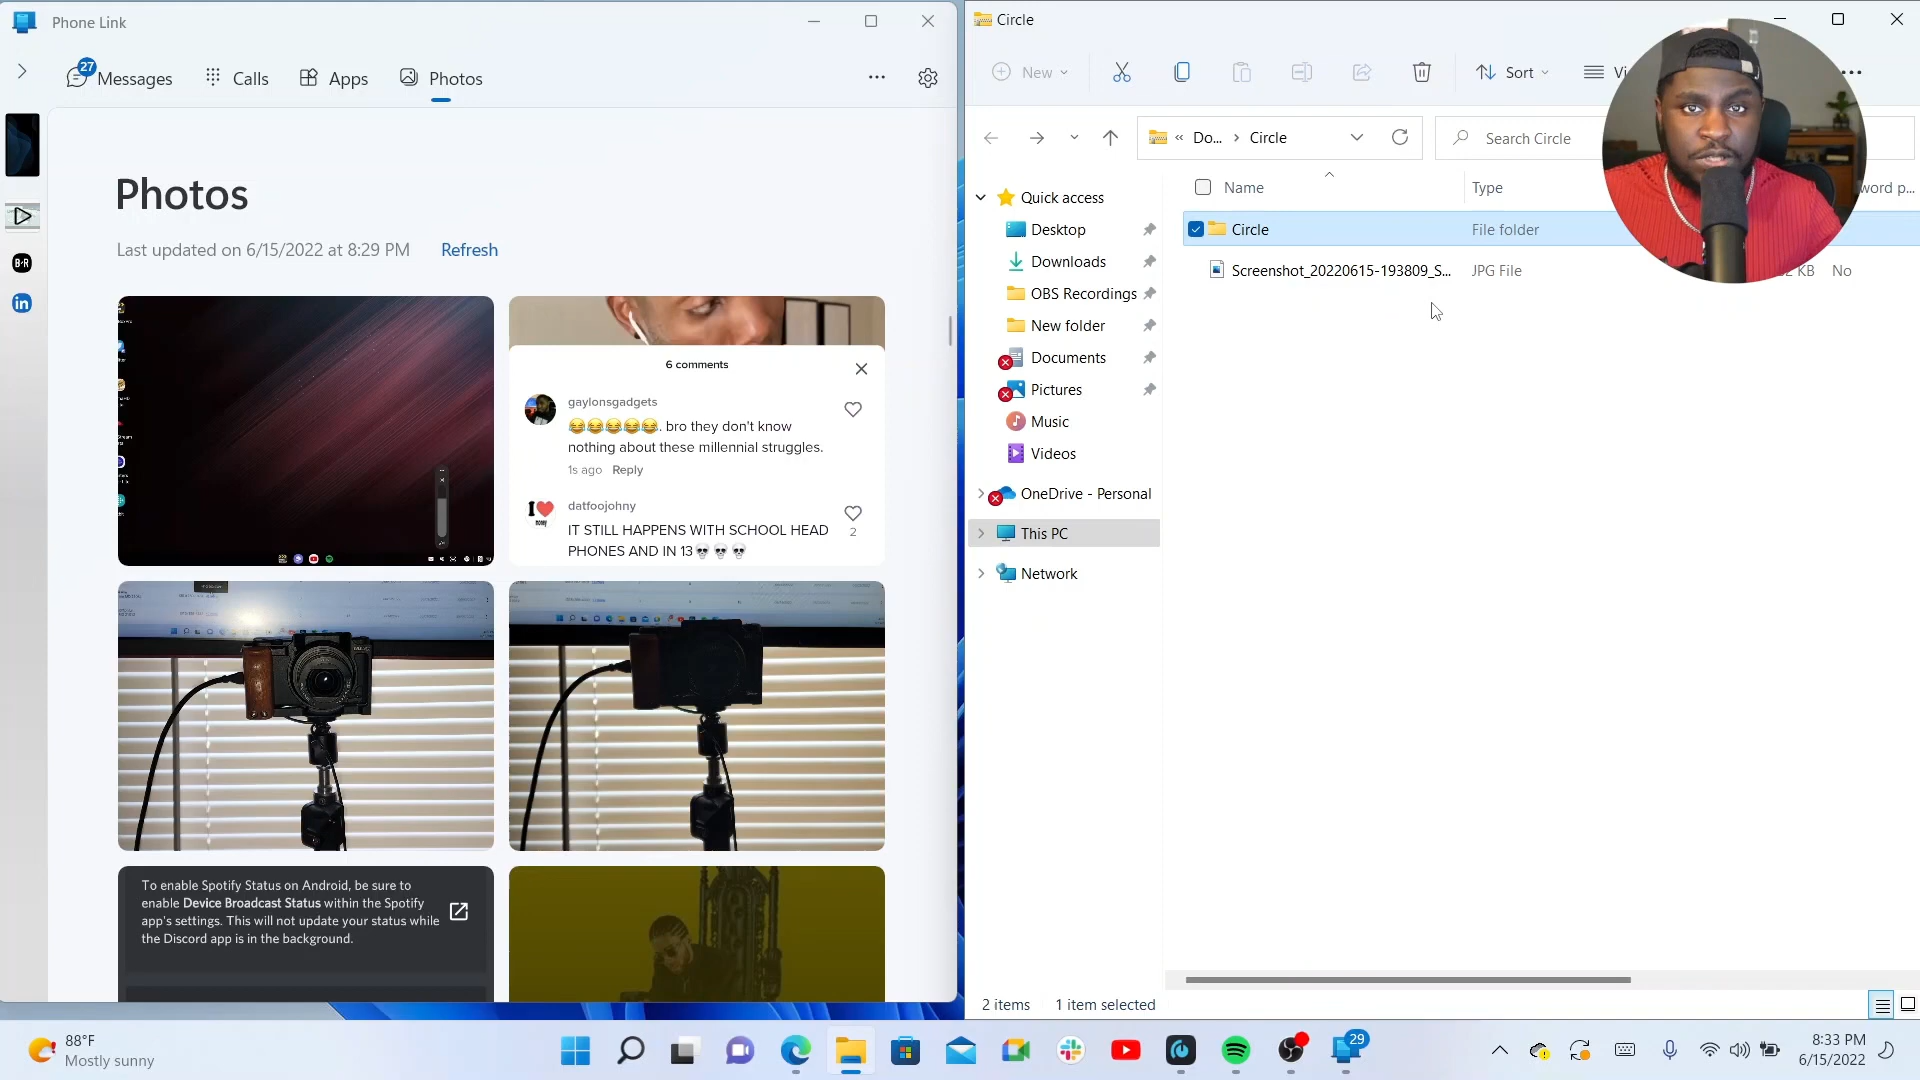 Phone Link
27
Messages
Calls
Apps
Photos
Photos
Last updated on 6/15/2022 at 8:29 PM
Refresh
6 comments
gaylonsgadgets
😂😂😂😂😂. bro they don't know
nothing about these millennial struggles.
1s ago Reply
datfoojohny
IT STILL HAPPENS WITH SCHOOL HEAD
PHONES AND IN 13💀💀💀
2
To enable Spotify Status on Android, be sure to
enable Device Broadcast Status within the Spotify
app's settings. This will not update your status while
the Discord app is in the background.
B/R
in
Circle
New
Sort
« Do... › Circle
Search Circle
Name
Type
word p...
Circle
File folder
Screenshot_20220615-193809_S...
JPG File
KB
No
Quick access
Desktop
Downloads
OBS Recordings
New folder
Documents
Pictures
Music
Videos
OneDrive - Personal
This PC
Network
2 items
1 item selected
88°F
Mostly sunny
29
8:33 PM
6/15/2022